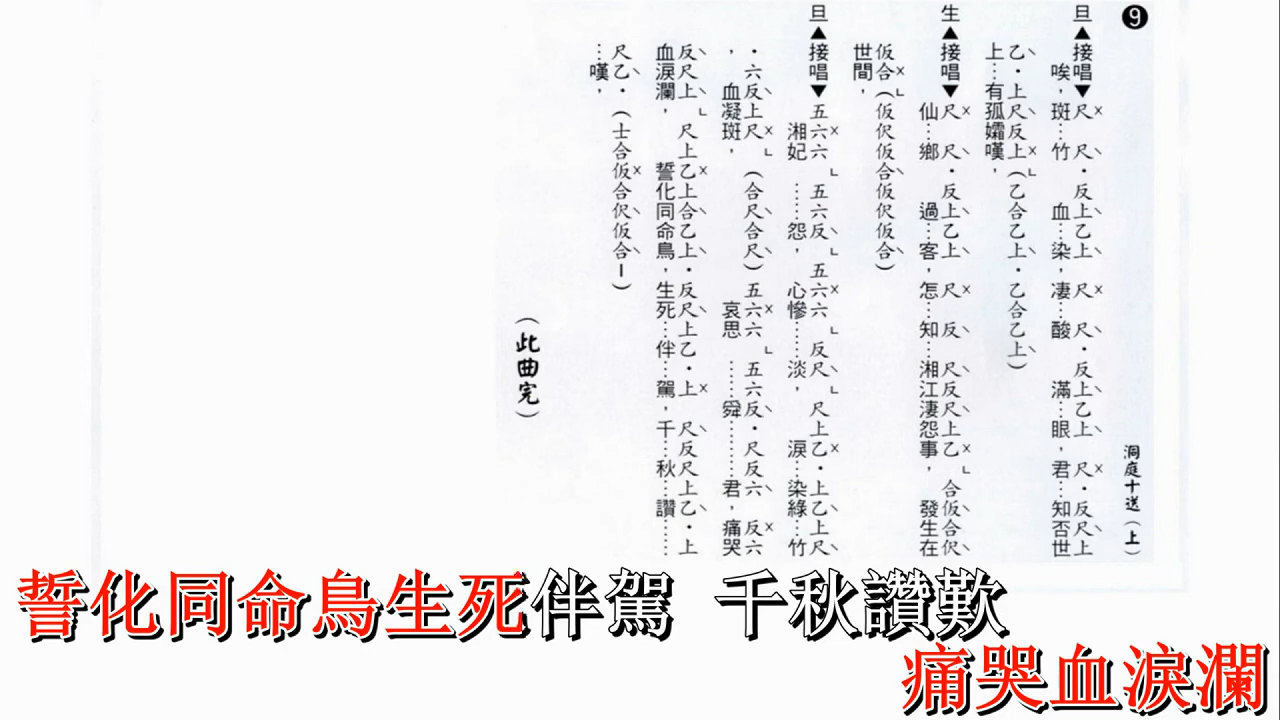 9
洞庭十送（上）
旦▲接唱▼尺 尺・反上乙上 尺 尺・反上乙上 尺・反尺上
唉，斑…竹 血…染，凄…酸 滿…眼，君…知否世
乙・上尺反上（乙合乙上・乙合乙上）
上…有孤孀嘆，
生▲接唱▼尺 尺・反上乙上 尺 反 尺反尺上乙 合仮合伬
仙…鄉 過…客，怎…知…湘江淒怨事，發生在
仮合（仮伬仮合仮伬仮合）
世間，
旦▲接唱▼五六六 五六反 五六六 反尺 尺上乙・上乙上尺
湘妃……怨，心慘……淡，淚…染綠…竹
・六反上尺（合尺合尺）五六六 五六反・尺反六 反六
，血凝斑，哀思……舜………君，痛哭
反尺上 尺上乙上合乙上・反尺上乙・上 尺反尺上乙・上
血淚瀾，誓化同命鳥，生死…伴…駕，千…秋…讚……
尺乙・（士合仮合伬仮合ー）
…嘆，
（此曲完）
誓化同命鳥生死伴駕 千秋讚歎
痛哭血淚瀾